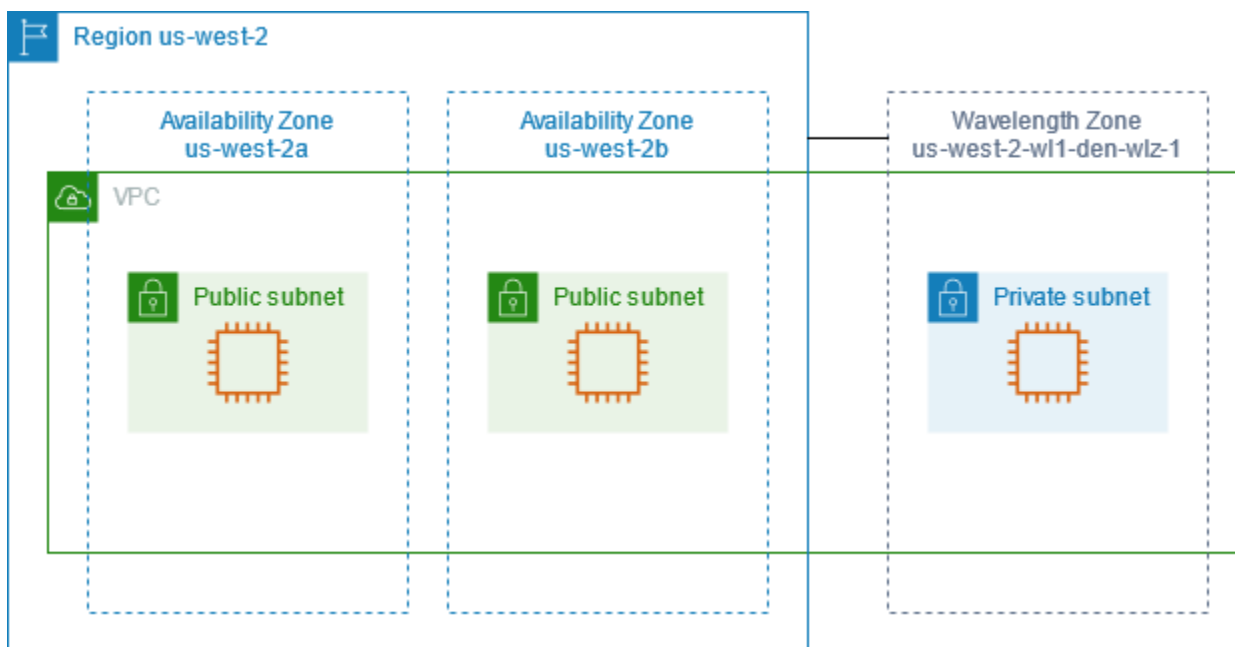 Region us-west-2
Availability Zone
us-west-2a
Availability Zone
us-west-2b
Wavelength Zone
us-west-2-wl1-den-wlz-1
VPC
Public subnet
Public subnet
Private subnet